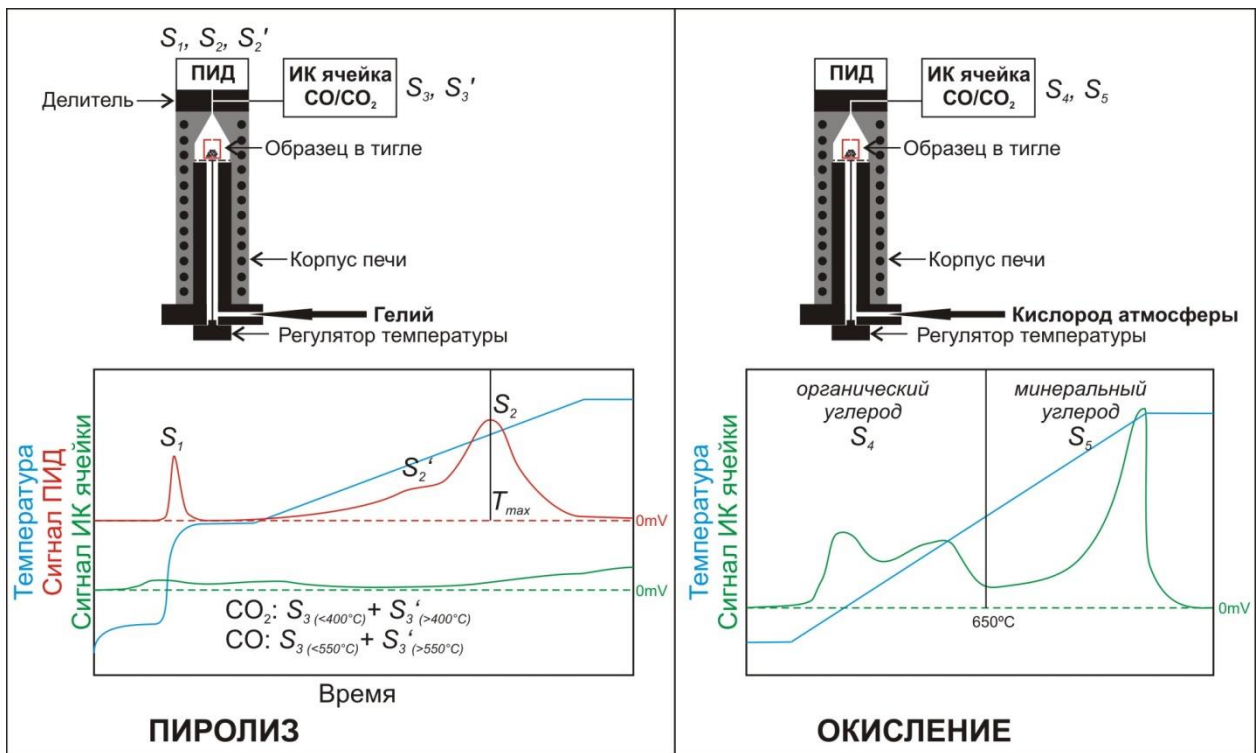 S₁, S₂, S₂'
ПИД
ИК ячейка
CO/CO₂
S₃, S₃'
Делитель
Образец в тигле
Корпус печи
Гелий
Регулятор температуры
Температура
Сигнал ПИД
Сигнал ИК ячейки
S₁
S₂'
S₂
Tmax
0mV
0mV
CO₂: S₃ (<400°C) + S₃' (>400°C)
CO: S₃ (<550°C) + S₃' (>550°C)
Время
ПИРОЛИЗ
ПИД
ИК ячейка
CO/CO₂
S₄, S₅
Образец в тигле
Корпус печи
Кислород атмосферы
Регулятор температуры
Температура
Сигнал ИК ячейки
органический
углерод
S₄
минеральный
углерод
S₅
0mV
650ºC
ОКИСЛЕНИЕ